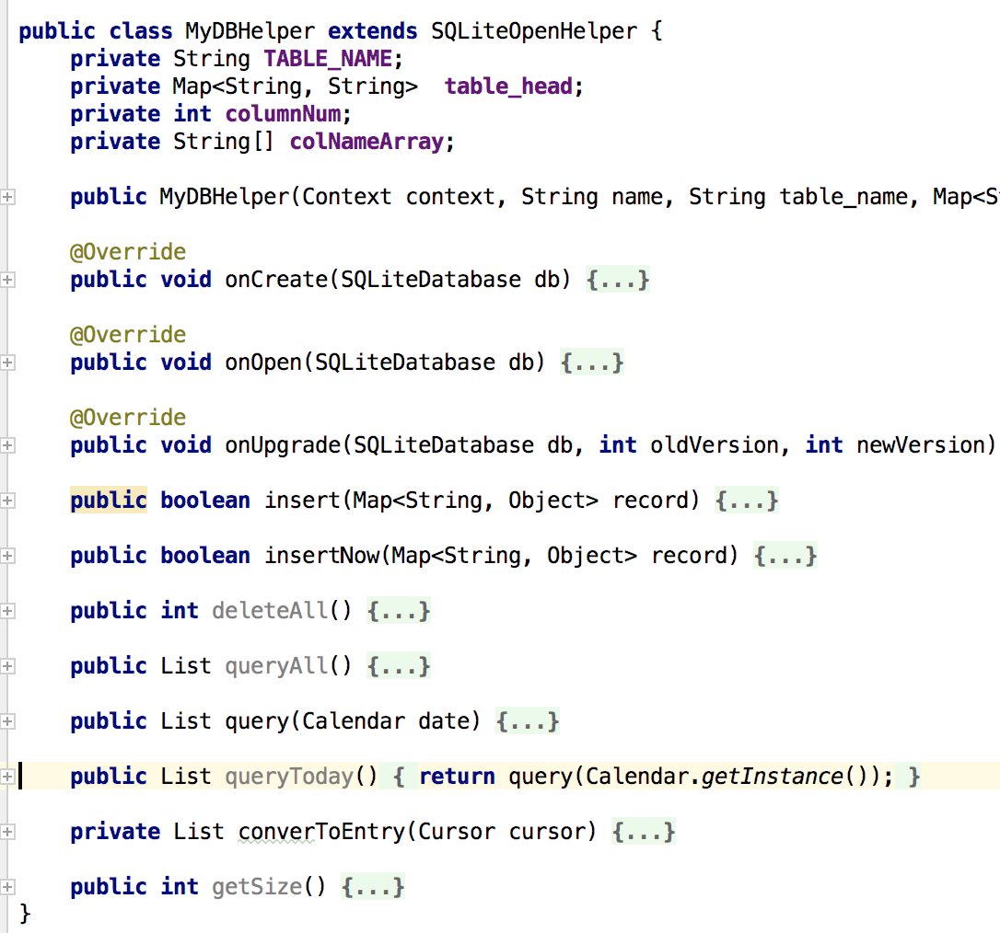 public class MyDBHelper extends SQLiteOpenHelper {
    private String TABLE_NAME;
    private Map<String, String>  table_head;
    private int columnNum;
    private String[] colNameArray;
    public MyDBHelper(Context context, String name, String table_name, Map<S
    @Override
    public void onCreate(SQLiteDatabase db) {...}
    @Override
    public void onOpen(SQLiteDatabase db) {...}
    @Override
    public void onUpgrade(SQLiteDatabase db, int oldVersion, int newVersion)
    public boolean insert(Map<String, Object> record) {...}
    public boolean insertNow(Map<String, Object> record) {...}
    public int deleteAll() {...}
    public List queryAll() {...}
    public List query(Calendar date) {...}
    public List queryToday() { return query(Calendar.getInstance()); }
    private List converToEntry(Cursor cursor) {...}
    public int getSize() {...}
}